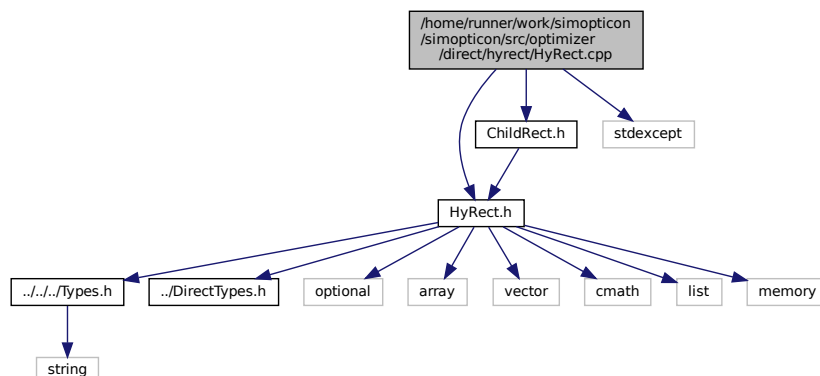 /home/runner/work/simopticon
/simopticon/src/optimizer
/direct/hyrect/HyRect.cpp
ChildRect.h
stdexcept
HyRect.h
../../../Types.h
../DirectTypes.h
optional
array
vector
cmath
list
memory
string